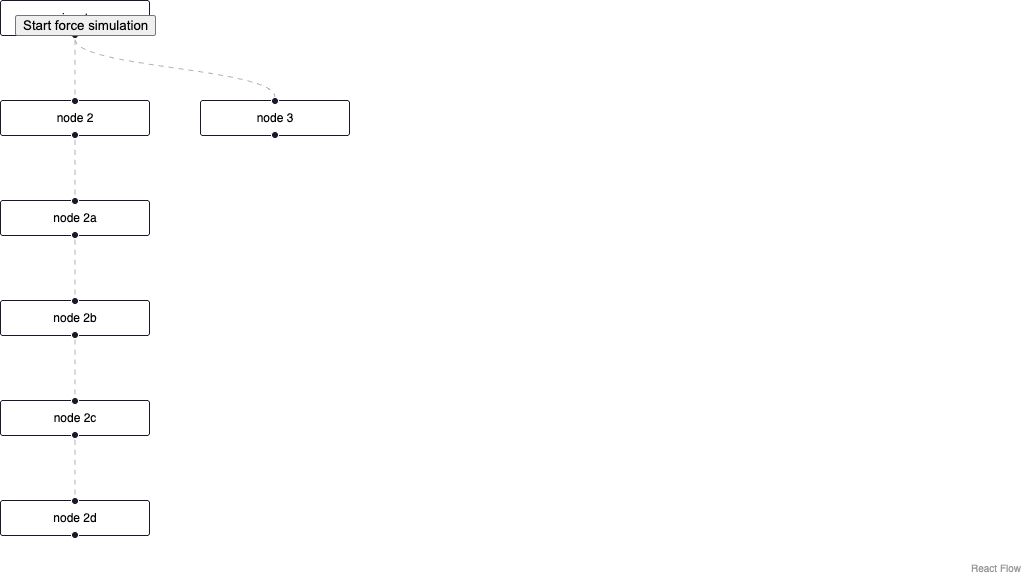 Start force simulation
node 2
node 3
node 2a
node 2b
node 2c
node 2d
React Flow